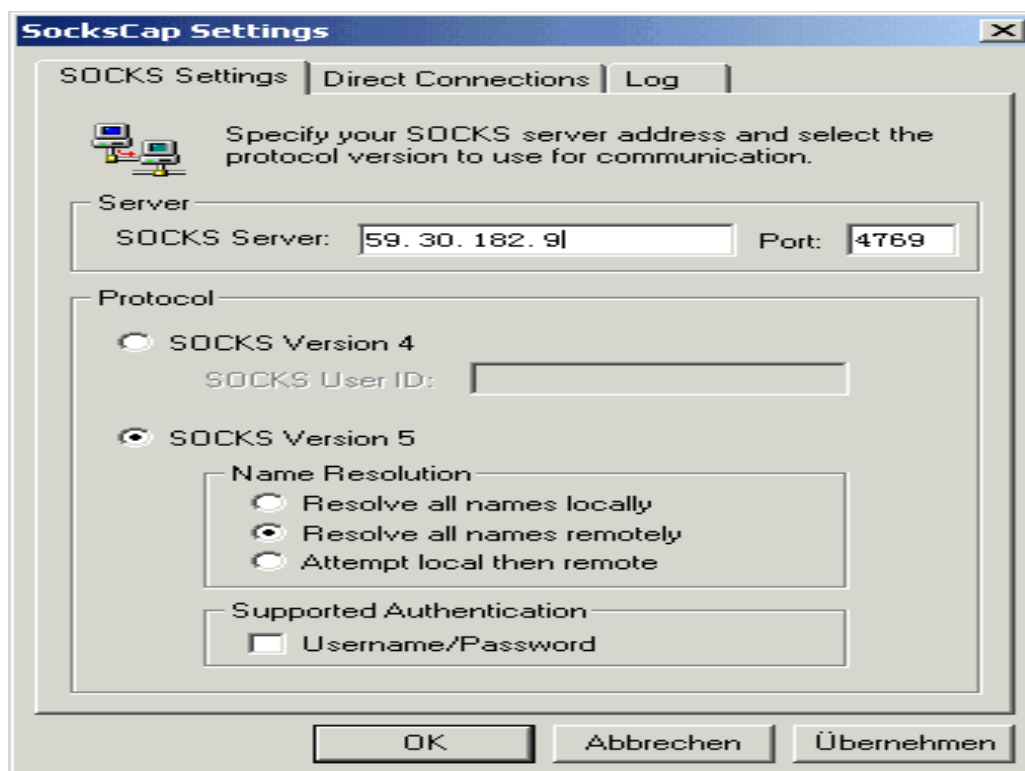 SocksCap Settings
SOCKS Settings
Direct Connections
Log
Specify your SOCKS server address and select the
protocol version to use for communication.
Server
SOCKS Server: 59.30.182.9 Port: 4769
Protocol
SOCKS Version 4
SOCKS User ID:
SOCKS Version 5
Name Resolution
Resolve all names locally
Resolve all names remotely
Attempt local then remote
Supported Authentication
Username/Password
OK
Abbrechen
Übernehmen